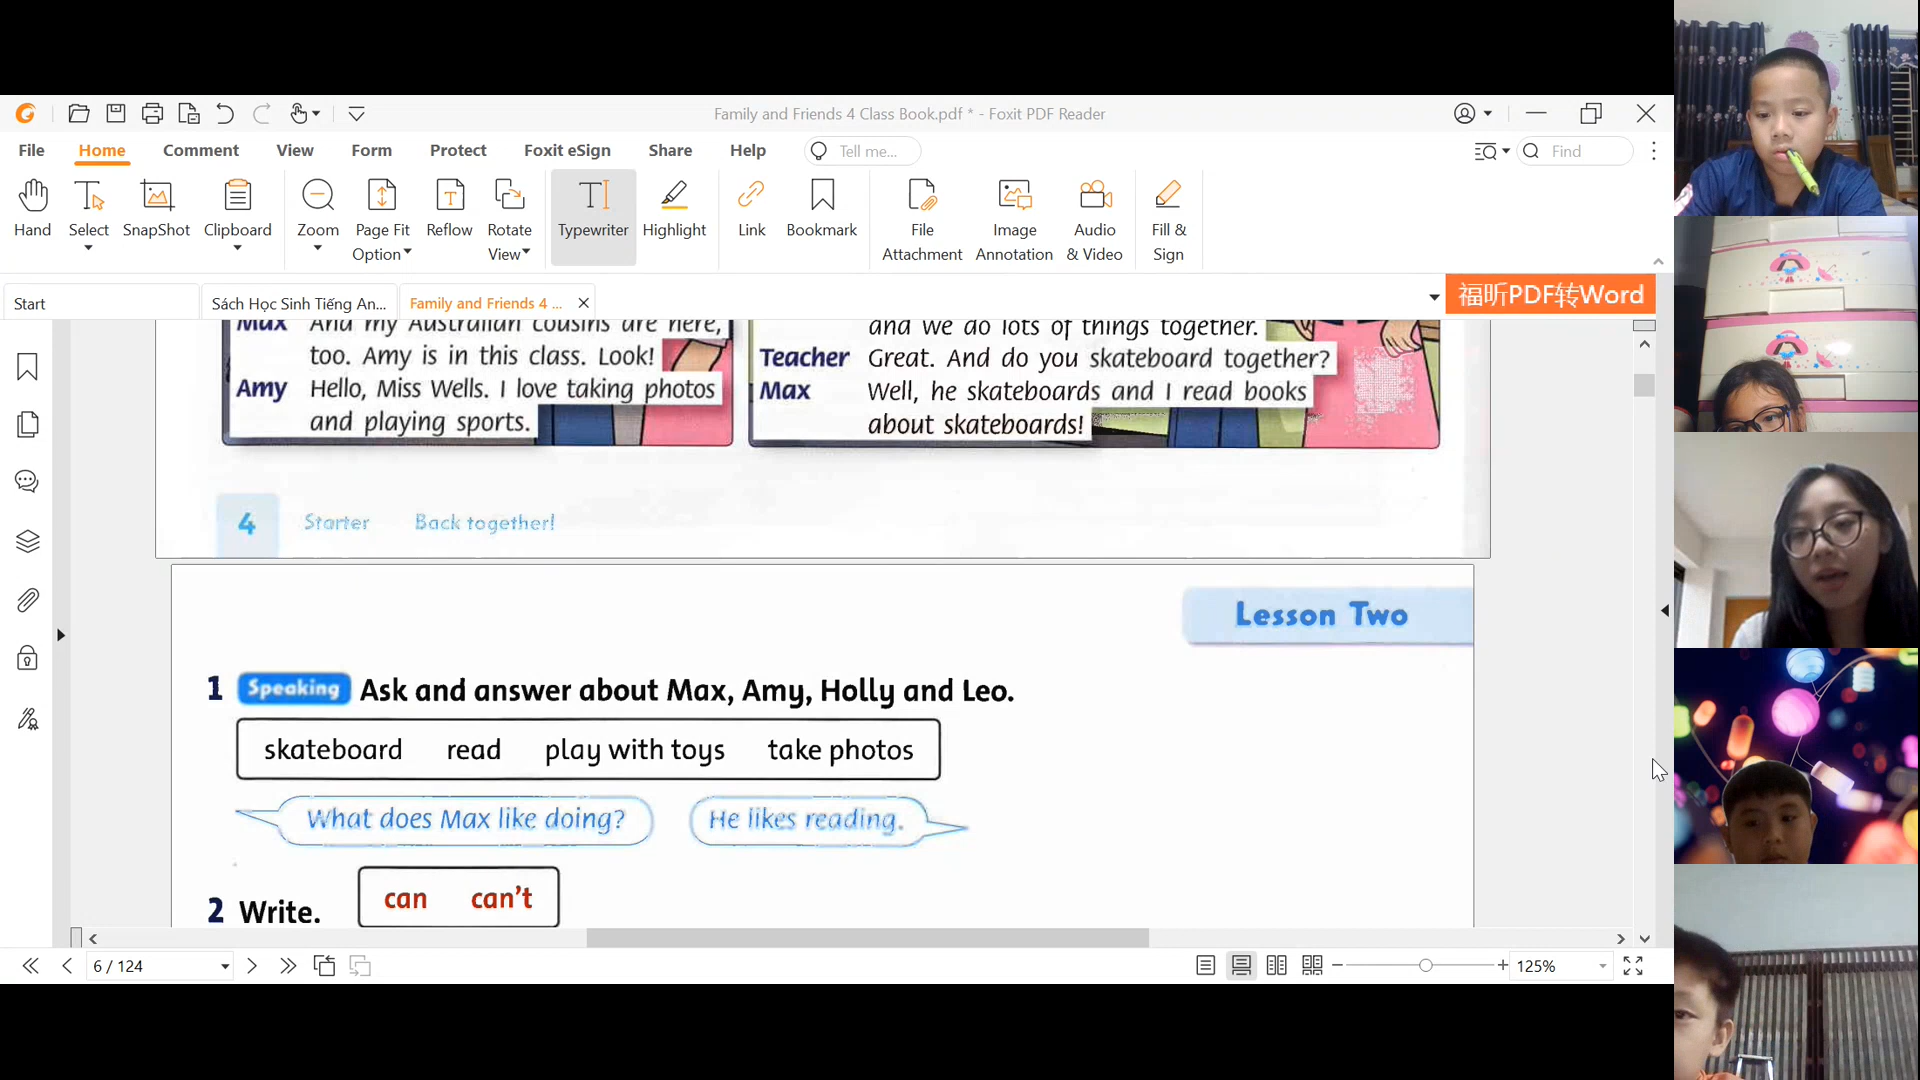 Family and Friends 4 Class Book.pdf * - Foxit PDF Reader
File Home Comment View Form Protect Foxit eSign Share Help Tell me... Find
Hand Select SnapShot Clipboard Zoom Page Fit Option Reflow Rotate View Typewriter Highlight Link Bookmark File Attachment Image Annotation Audio & Video Fill & Sign
Start Sách Học Sinh Tiếng An... Family and Friends 4 ... 福昕PDF转Word
Max And my Australian cousins are here,
too. Amy is in this class. Look!
Amy Hello, Miss Wells. I love taking photos
and playing sports.
and we do lots of things together.
Teacher Great. And do you skateboard together?
Max Well, he skateboards and I read books
about skateboards!
4 Starter Back together!
Lesson Two
1 Speaking Ask and answer about Max, Amy, Holly and Leo.
skateboard read play with toys take photos
What does Max like doing? He likes reading.
2 Write. can can't
6 / 124 125%